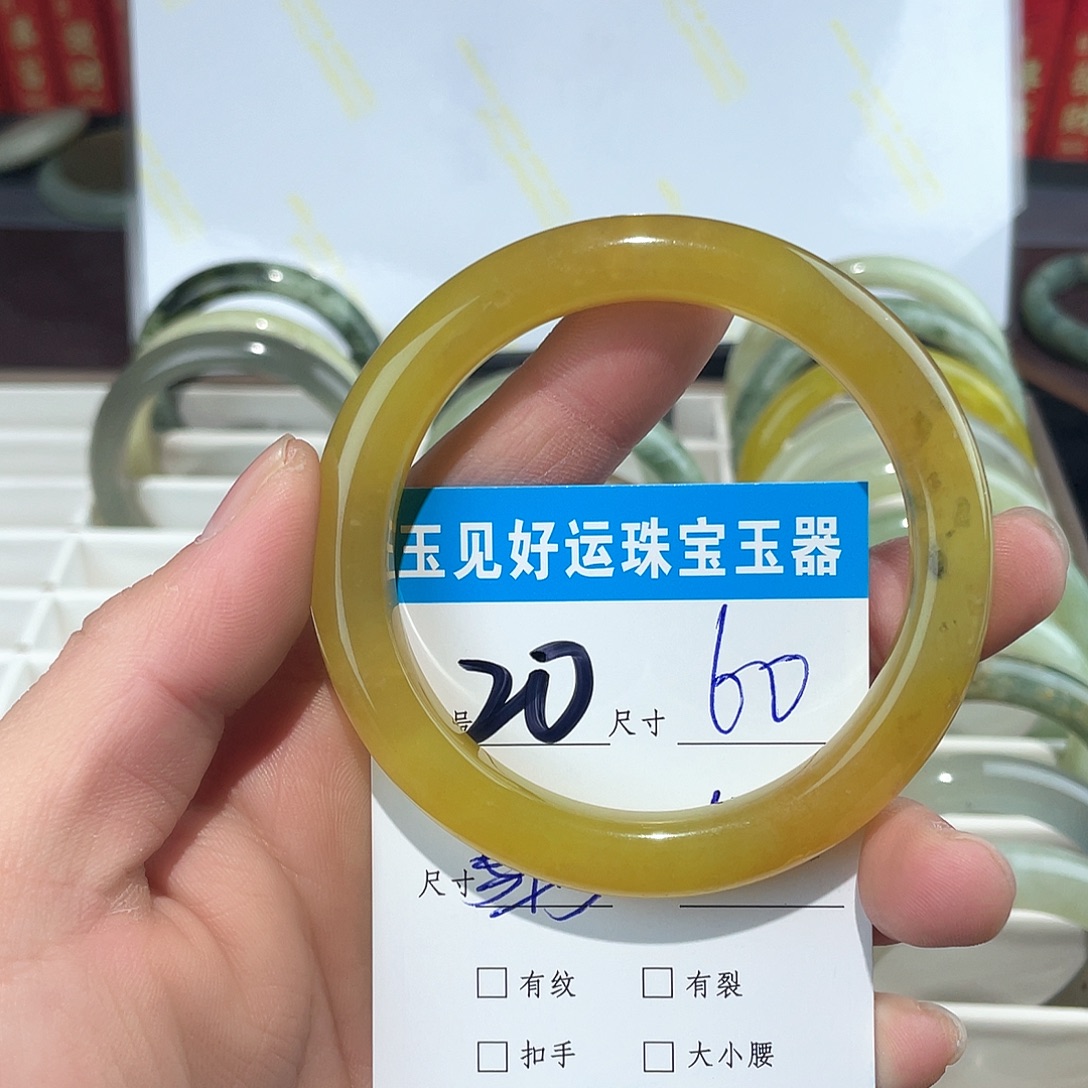 玉见好运珠宝玉器
号 20 尺寸 60
尺寸
有纹 有裂
扣手 大小腰